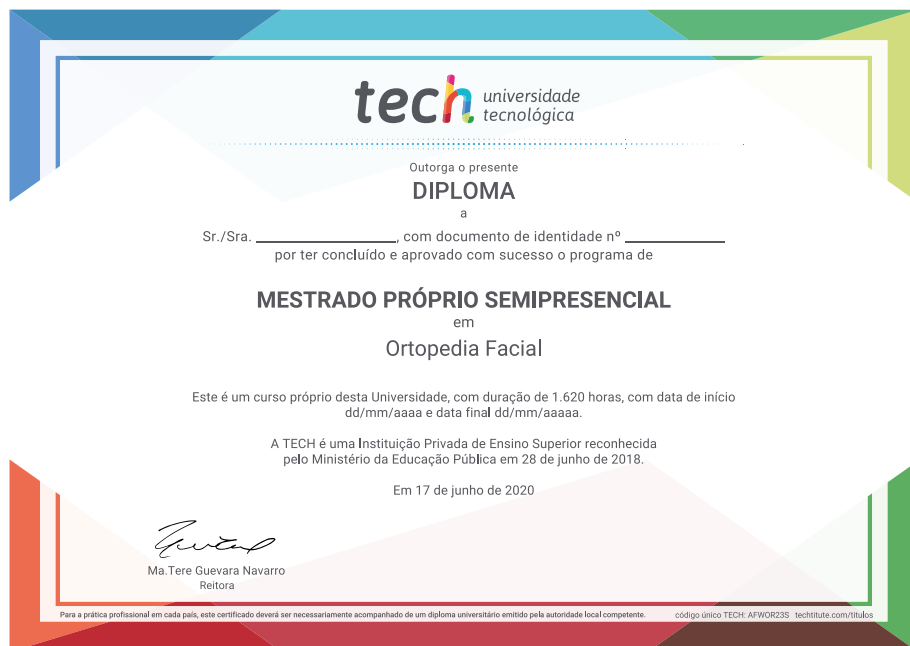 tech universidade
tecnológica
Outorga o presente
DIPLOMA
a
Sr./Sra. ________________, com documento de identidade nº ____________
por ter concluído e aprovado com sucesso o programa de
MESTRADO PRÓPRIO SEMIPRESENCIAL
em
Ortopedia Facial
Este é um curso próprio desta Universidade, com duração de 1.620 horas, com data de início
dd/mm/aaaa e data final dd/mm/aaaaa.
A TECH é uma Instituição Privada de Ensino Superior reconhecida
pelo Ministério da Educação Pública em 28 de junho de 2018.
Em 17 de junho de 2020
Ma.Tere Guevara Navarro
Reitora
Para a prática profissional em cada país, este certificado deverá ser necessariamente acompanhado de um diploma universitário emitido pela autoridade local competente. código único TECH: AFWOR23S techtitute.com/titulos